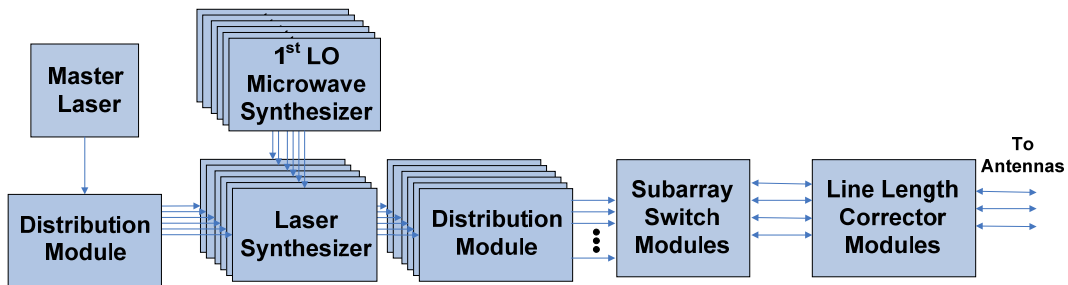 Master
Laser
1st LO
Microwave
Synthesizer
To
Antennas
Distribution
Module
Laser
Synthesizer
Distribution
Module
Subarray
Switch
Modules
Line Length
Corrector
Modules